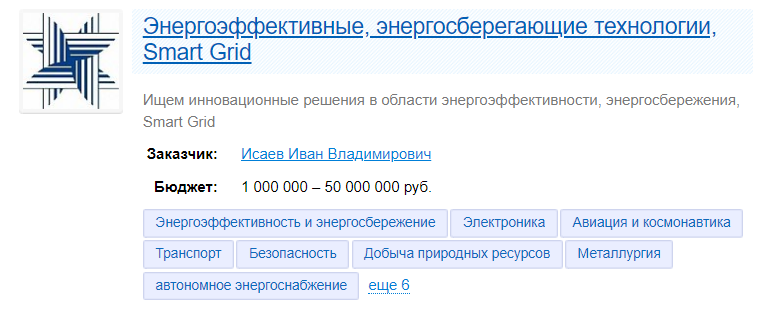 Энергоэффективные, энергосберегающие технологии,
Smart Grid
Ищем инновационные решения в области энергоэффективности, энергосбережения,
Smart Grid
Заказчик: Исаев Иван Владимирович
Бюджет: 1 000 000 – 50 000 000 руб.
Энергоэффективность и энергосбережение Электроника Авиация и космонавтика
Транспорт Безопасность Добыча природных ресурсов Металлургия
автономное энергоснабжение еще 6